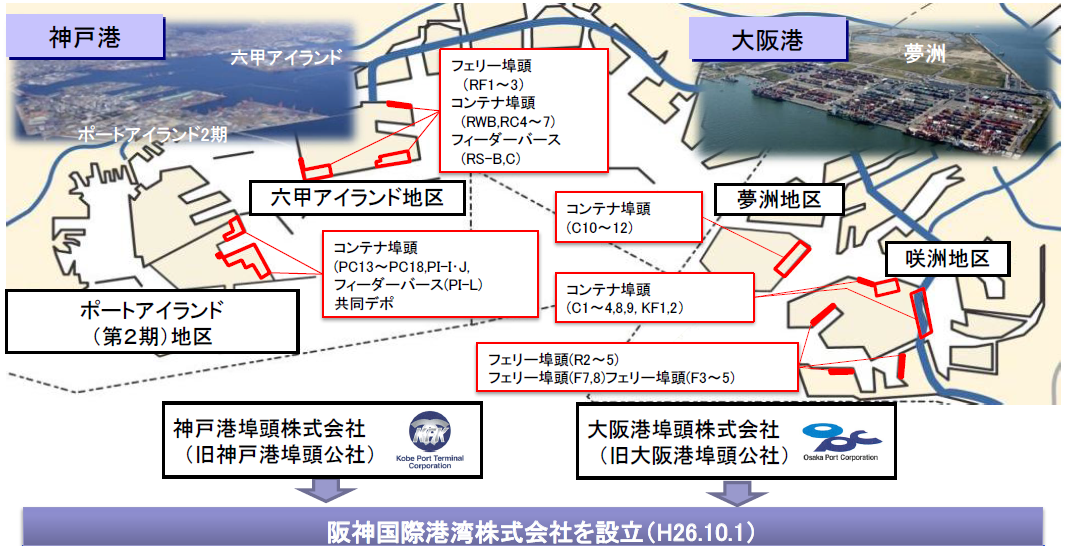 神戸港
六甲アイランド
ポートアイランド2期
大阪港
夢洲
フェリー埠頭
(RF1～3)
コンテナ埠頭
(RWB,RC4～7)
フィーダーバース
(RS-B,C)
六甲アイランド地区
コンテナ埠頭
(C10～12)
夢洲地区
咲洲地区
コンテナ埠頭
(PC13～PC18,PI-I・J,
フィーダーバース(PI-L)
共同デポ
ポートアイランド
(第2期)地区
コンテナ埠頭
(C1～4,8,9, KF1,2)
フェリー埠頭(R2～5)
フェリー埠頭(F7,8)フェリー埠頭(F3～5)
神戸港埠頭株式会社
(旧神戸港埠頭公社)
Kobe Port Terminal
Corporation
大阪港埠頭株式会社
(旧大阪港埠頭公社)
OPC
Osaka Port Corporation
阪神国際港湾株式会社を設立(H26.10.1)